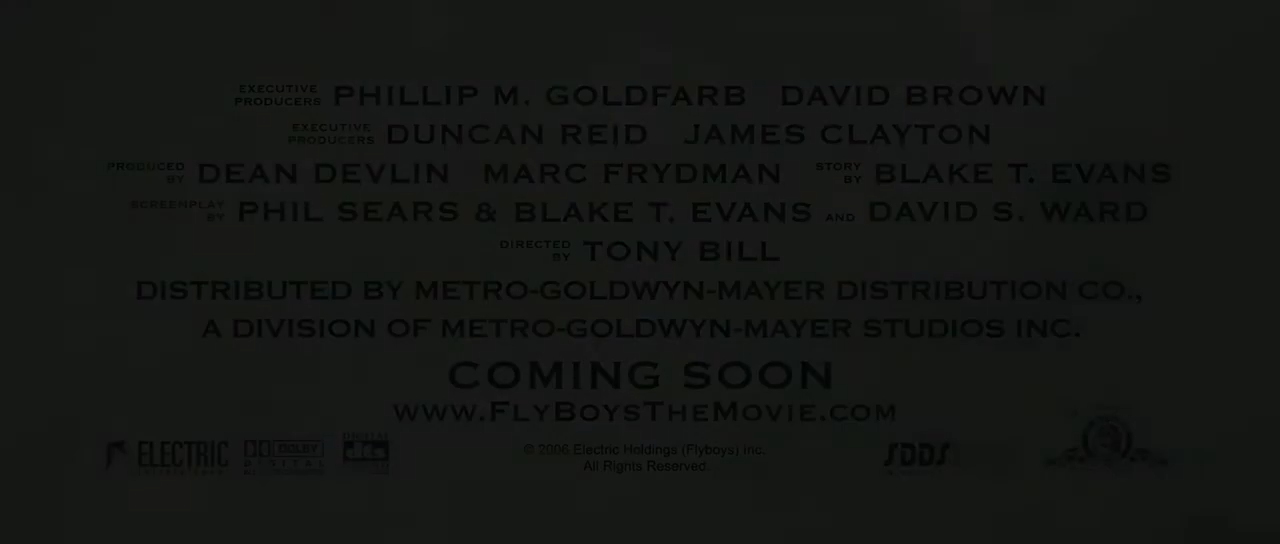 EXECUTIVE PRODUCERS PHILLIP M. GOLDFARB DAVID BROWN
EXECUTIVE PRODUCERS DUNCAN REID JAMES CLAYTON
PRODUCED BY DEAN DEVLIN MARC FRYDMAN STORY BY BLAKE T. EVANS
SCREENPLAY BY PHIL SEARS & BLAKE T. EVANS AND DAVID S. WARD
DIRECTED BY TONY BILL
DISTRIBUTED BY METRO-GOLDWYN-MAYER DISTRIBUTION CO.,
A DIVISION OF METRO-GOLDWYN-MAYER STUDIOS INC.
COMING SOON
WWW.FLYBOYSTHEMOVIE.COM
ELECTRIC
DOLBY
DIGITAL
DIGITAL
dts
© 2006 Electric Holdings (Flyboys) Inc.
All Rights Reserved.
SDDS